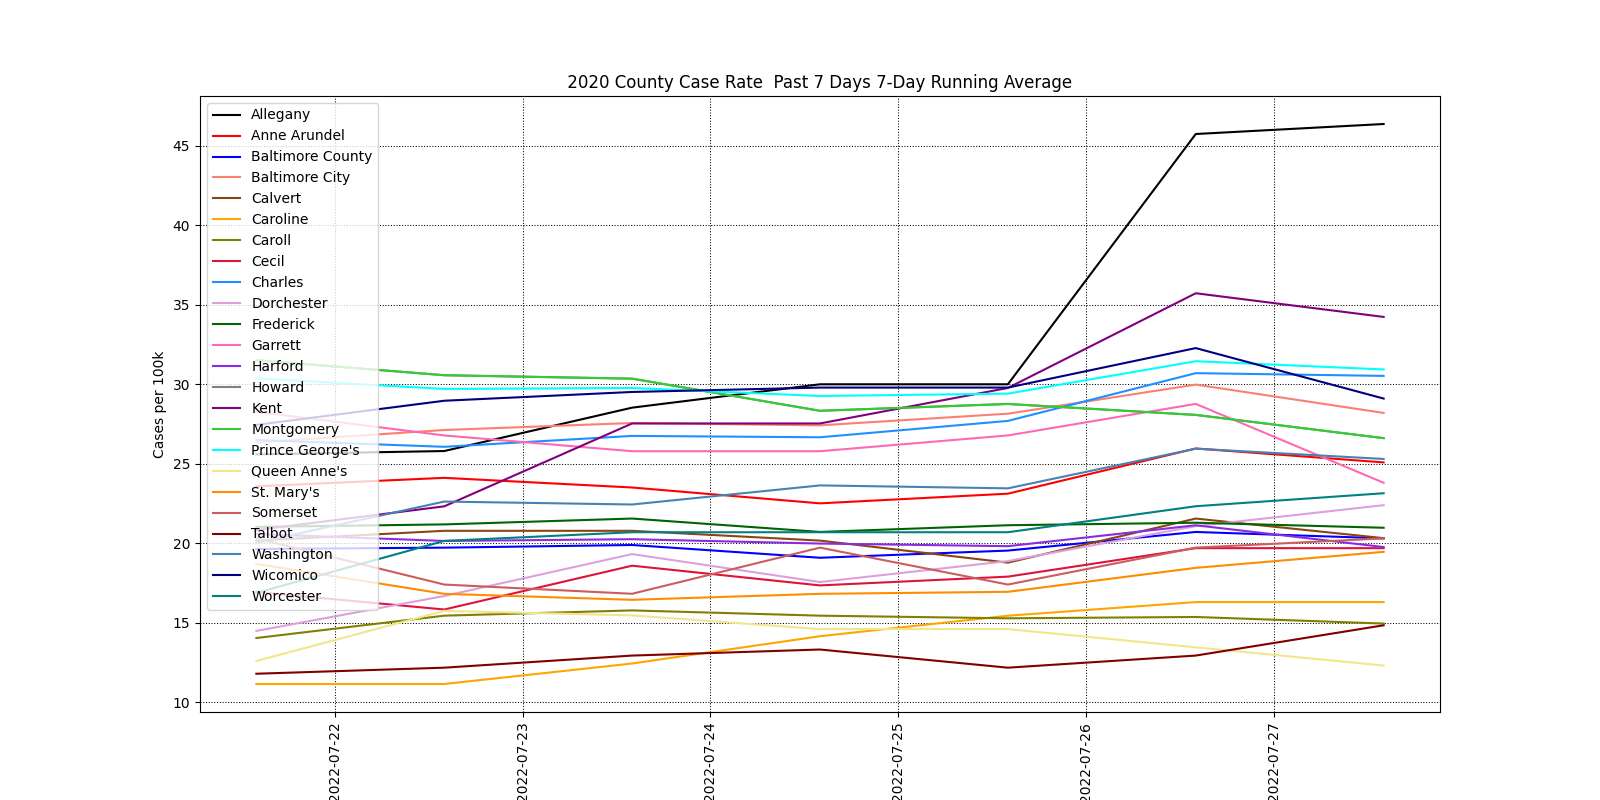 2020 County Case Rate  Past 7 Days 7-Day Running Average
Cases per 100k
45
40
35
30
25
20
15
10
Allegany
Anne Arundel
Baltimore County
Baltimore City
Calvert
Caroline
Caroll
Cecil
Charles
Dorchester
Frederick
Garrett
Harford
Howard
Kent
Montgomery
Prince George's
Queen Anne's
St. Mary's
Somerset
Talbot
Washington
Wicomico
Worcester
2022-07-22
2022-07-23
2022-07-24
2022-07-25
2022-07-26
2022-07-27